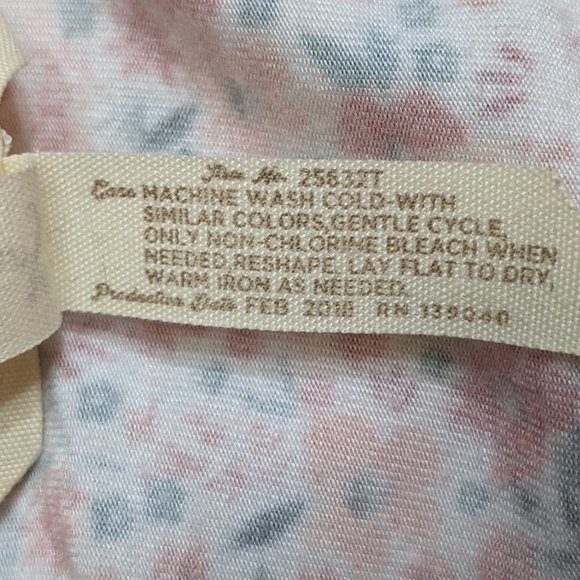 Item No. 25632T
Care MACHINE WASH COLD-WITH
SIMILAR COLORS,GENTLE CYCLE,
ONLY NON-CHLORINE BLEACH WHEN
NEEDED,RESHAPE. LAY FLAT TO DRY,
WARM IRON AS NEEDED.
Production Date FEB 2018 RN 139040